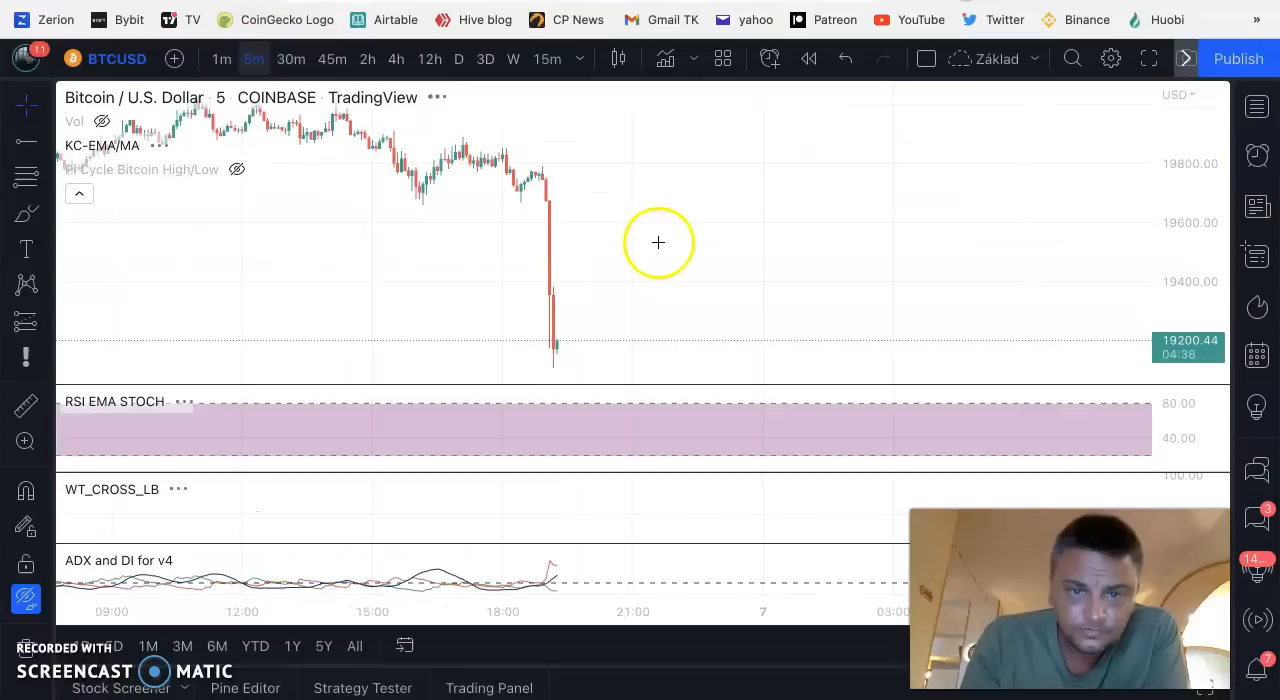 Zerion
Bybit
TV
CoinGecko Logo
Airtable
Hive blog
CP News
Gmail TK
yahoo
Patreon
YouTube
Twitter
Binance
Huobi
»
11
BTCUSD
1m 5m 30m 45m 2h 4h 12h D 3D W 15m
Základ
Publish
Bitcoin / U.S. Dollar · 5 · COINBASE · TradingView
USD
Vol
KC-EMA/MA
Pi Cycle Bitcoin High/Low
19800.00
19600.00
19400.00
19200.44
04:38
RSI EMA STOCH
80.00
40.00
WT_CROSS_LB
100.00
3
ADX and DI for v4
14...
09:00 12:00 15:00 18:00 21:00 7 03:00
5D 1M 3M 6M YTD 1Y 5Y All
RECORDED WITH
SCREENCAST MATIC
7
Stock Screener Pine Editor Strategy Tester Trading Panel